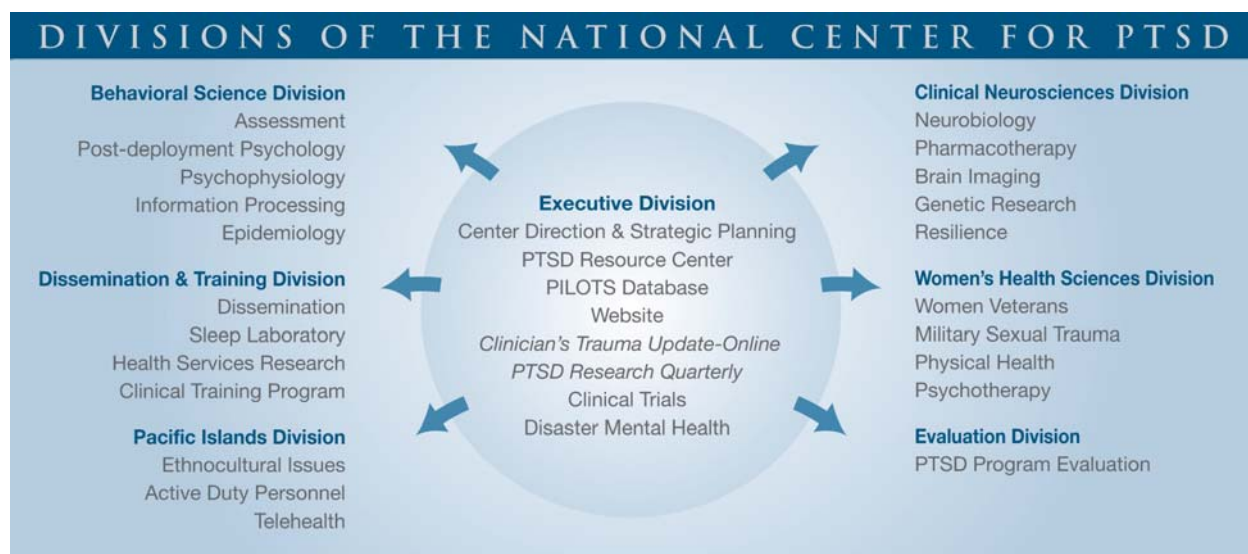 DIVISIONS OF THE NATIONAL CENTER FOR PTSD
Behavioral Science Division
Assessment
Post-deployment Psychology
Psychophysiology
Information Processing
Epidemiology
Dissemination & Training Division
Dissemination
Sleep Laboratory
Health Services Research
Clinical Training Program
Pacific Islands Division
Ethnocultural Issues
Active Duty Personnel
Telehealth
Executive Division
Center Direction & Strategic Planning
PTSD Resource Center
PILOTS Database
Website
Clinician's Trauma Update-Online
PTSD Research Quarterly
Clinical Trials
Disaster Mental Health
Clinical Neurosciences Division
Neurobiology
Pharmacotherapy
Brain Imaging
Genetic Research
Resilience
Women's Health Sciences Division
Women Veterans
Military Sexual Trauma
Physical Health
Psychotherapy
Evaluation Division
PTSD Program Evaluation